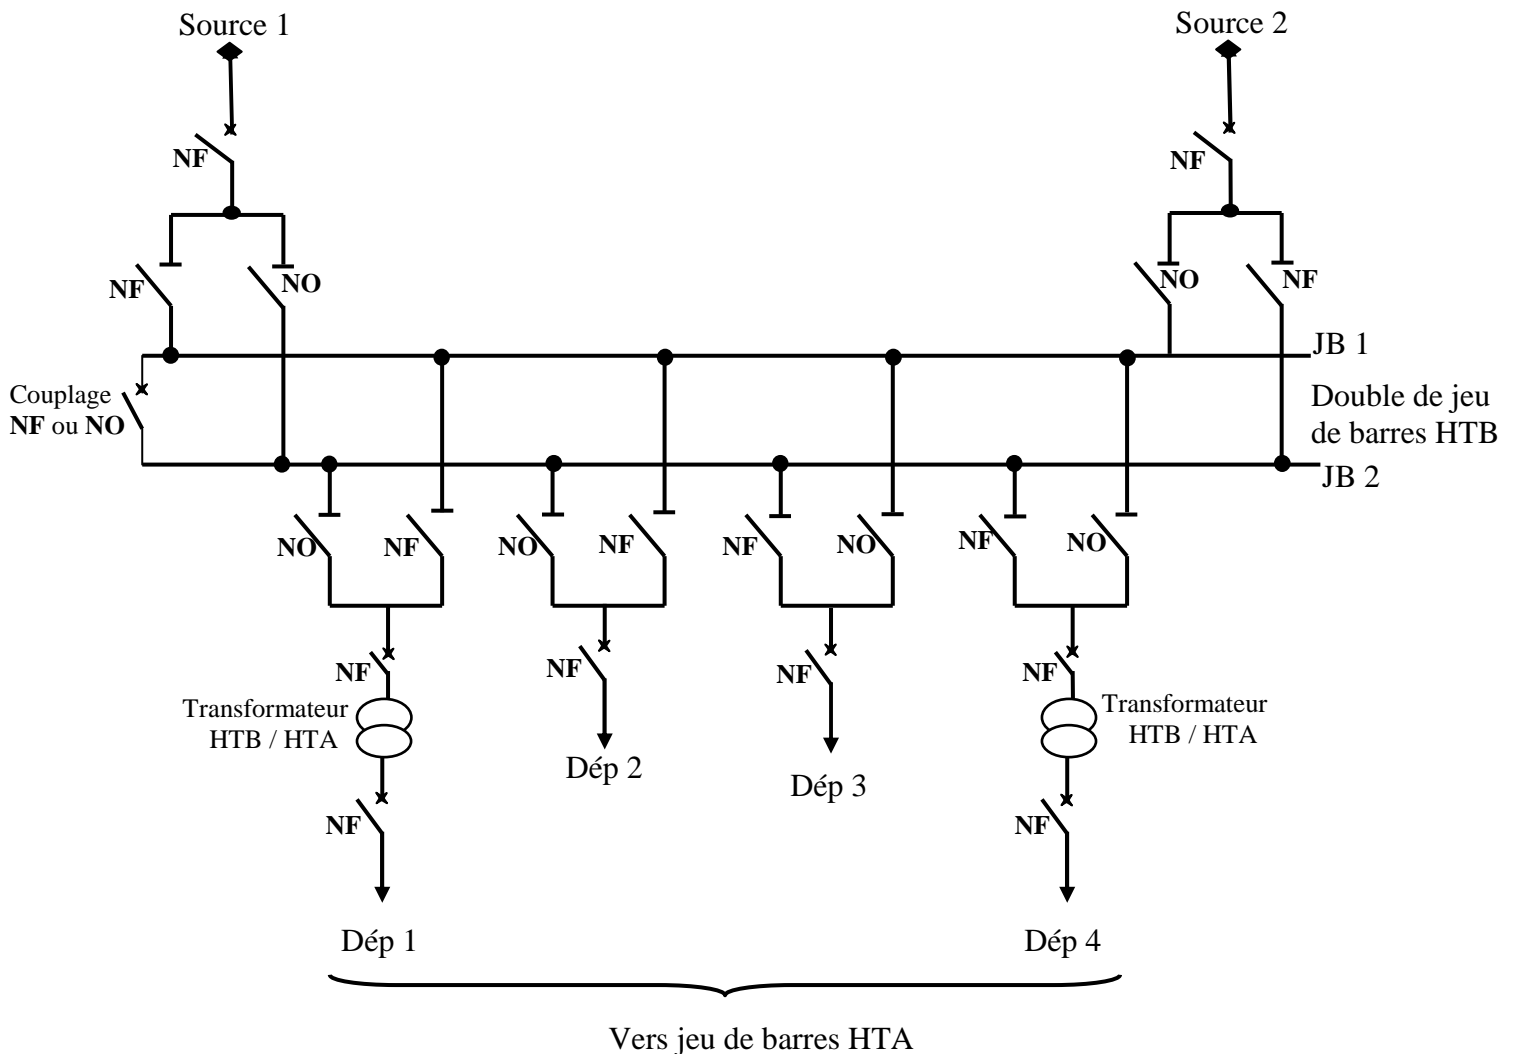 Source 1
Source 2
NF
NF
NF
NO
NO
NF
JB 1
Couplage
NF ou NO
Double de jeu
de barres HTB
JB 2
NO
NF
NO
NF
NF
NO
NF
NO
NF
NF
NF
NF
Transformateur
HTB / HTA
Transformateur
HTB / HTA
Dép 2
Dép 3
NF
NF
Dép 1
Dép 4
Vers jeu de barres HTA